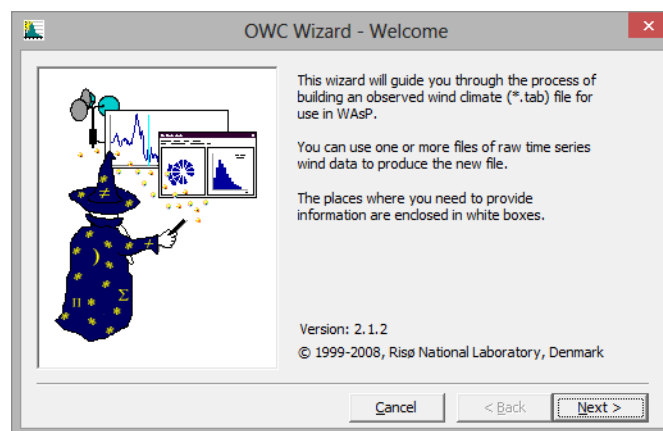 OWC Wizard - Welcome
This wizard will guide you through the process of
building an observed wind climate (*.tab) file for
use in WAsP.
You can use one or more files of raw time series
wind data to produce the new file.
The places where you need to provide
information are enclosed in white boxes.
Version: 2.1.2
© 1999-2008, Risø National Laboratory, Denmark
Cancel
< Back
Next >